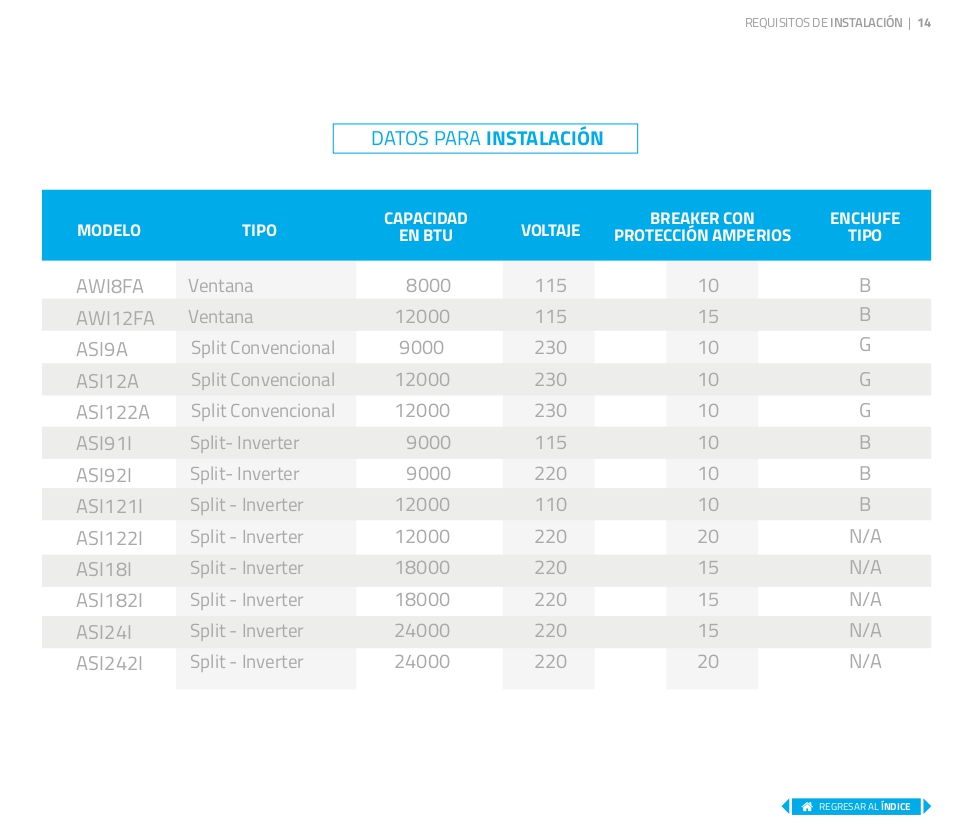 REQUISITOS DE INSTALACIÓN | 14
DATOS PARA INSTALACIÓN
MODELO TIPO CAPACIDAD EN BTU VOLTAJE BREAKER CON PROTECCIÓN AMPERIOS ENCHUFE TIPO
AWI8FA Ventana 8000 115 10 B
AWI12FA Ventana 12000 115 15 B
ASI9A Split Convencional 9000 230 10 G
ASI12A Split Convencional 12000 230 10 G
ASI122A Split Convencional 12000 230 10 G
ASI91I Split- Inverter 9000 115 10 B
ASI92I Split- Inverter 9000 220 10 B
ASI121I Split - Inverter 12000 110 10 B
ASI122I Split - Inverter 12000 220 20 N/A
ASI18I Split - Inverter 18000 220 15 N/A
ASI182I Split - Inverter 18000 220 15 N/A
ASI24I Split - Inverter 24000 220 15 N/A
ASI242I Split - Inverter 24000 220 20 N/A
REGRESAR AL ÍNDICE